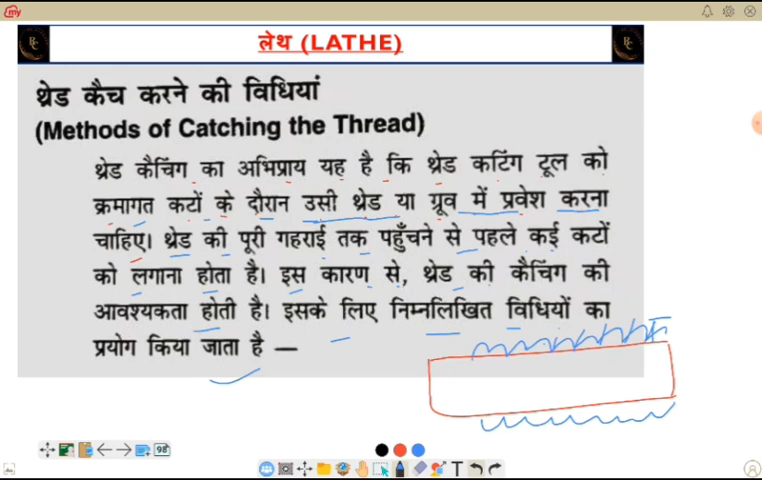 my
लेथ (LATHE)
थ्रेड कैच करने की विधियां
(Methods of Catching the Thread)
थ्रेड कैचिंग का अभिप्राय यह है कि थ्रेड कटिंग टूल को
क्रमागत कटों के दौरान उसी थ्रेड या ग्रूव में प्रवेश करना
चाहिए। थ्रेड की पूरी गहराई तक पहुँचने से पहले कई कटों
को लगाना होता है। इस कारण से, थ्रेड की कैचिंग की
आवश्यकता होती है। इसके लिए निम्नलिखित विधियों का
प्रयोग किया जाता है —
98
T